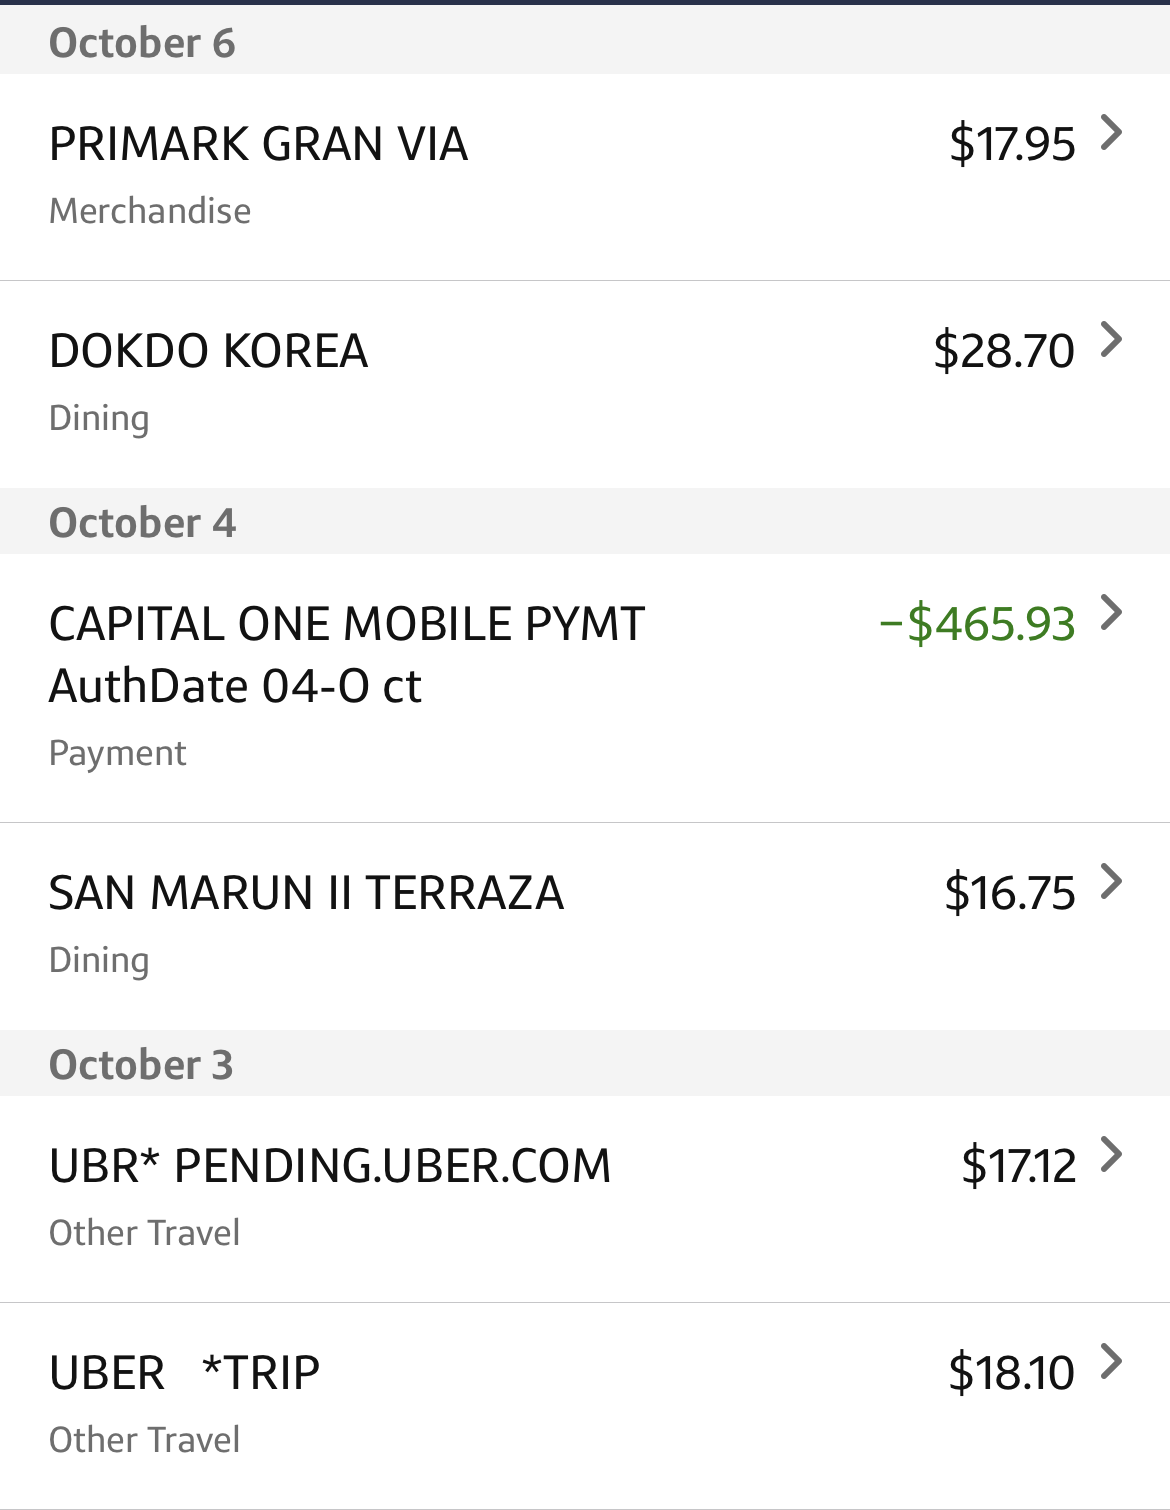 October 6
PRIMARK GRAN VIA $17.95
Merchandise
DOKDO KOREA $28.70
Dining
October 4
CAPITAL ONE MOBILE PYMT −$465.93
AuthDate 04-O ct
Payment
SAN MARUN II TERRAZA $16.75
Dining
October 3
UBR* PENDING.UBER.COM $17.12
Other Travel
UBER   *TRIP $18.10
Other Travel